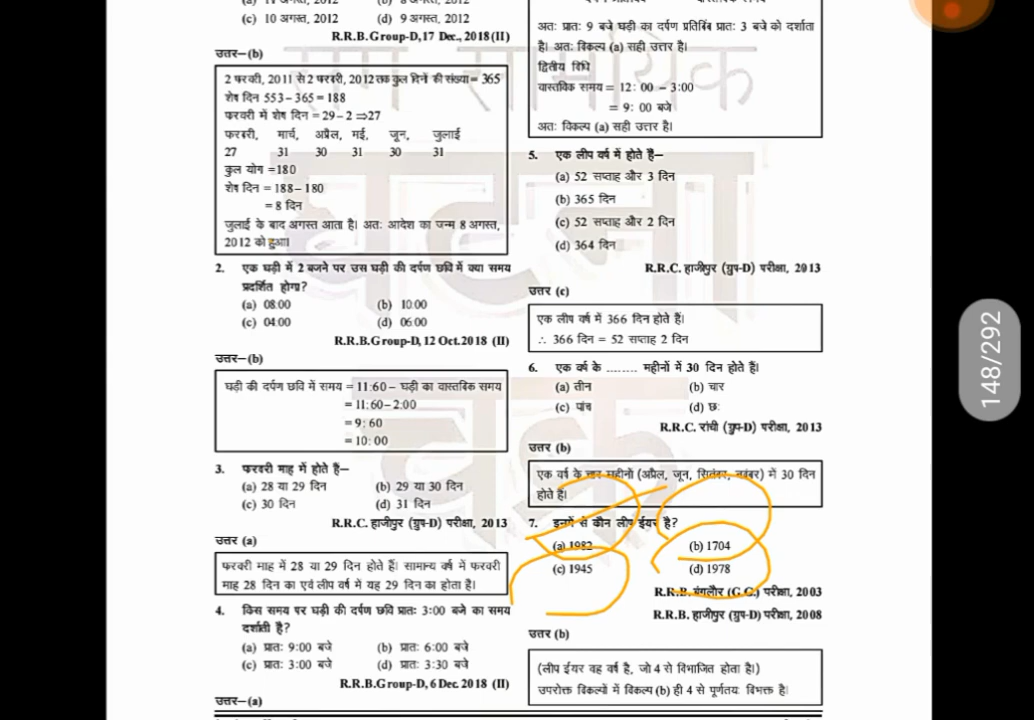 (c) 10 अगस्त, 2012 (d) 9 अगस्त, 2012
R.R.B.Group-D,17 Dec., 2018(II)
उत्तर–(b)
2 फरवरी, 2011 से 2 फरवरी, 2012 तक कुल दिनों की संख्या = 365
शेष दिन 553 – 365 = 188
फरवरी में शेष दिन = 29 – 2 ⇒27
फरवरी, मार्च, अप्रैल, मई, जून, जुलाई
27 31 30 31 30 31
कुल योग =180
शेष दिन = 188 – 180
= 8 दिन
जुलाई के बाद अगस्त आता है। अत: आदेश का जन्म 8 अगस्त,
2012 को हुआ।
2. एक घड़ी में 2 बजने पर उस घड़ी की दर्पण छवि में क्या समय
प्रदर्शित होगा?
(a) 08:00 (b) 10:00
(c) 04:00 (d) 06:00
R.R.B.Group-D, 12 Oct.2018 (II)
उत्तर–(b)
घड़ी की दर्पण छवि में समय = 11:60 – घड़ी का वास्तविक समय
= 11:60 – 2:00
= 9: 60
= 10: 00
3. फरवरी माह में होते हैं–
(a) 28 या 29 दिन (b) 29 या 30 दिन
(c) 30 दिन (d) 31 दिन
R.R.C. हाजीपुर (ग्रुप-D) परीक्षा, 2013
उत्तर (a)
फरवरी माह में 28 या 29 दिन होते हैं। सामान्य वर्ष में फरवरी
माह 28 दिन का एवं लीप वर्ष में यह 29 दिन का होता है।
4. किस समय पर घड़ी की दर्पण छवि प्रात: 3:00 बजे का समय
दर्शाती है?
(a) प्रात: 9:00 बजे (b) प्रात: 6:00 बजे
(c) प्रात: 3:00 बजे (d) प्रात: 3:30 बजे
R.R.B.Group-D, 6 Dec. 2018 (II)
उत्तर–(a)
अत: प्रात: 9 बजे घड़ी का दर्पण प्रतिबिंब प्रात: 3 बजे को दर्शाता
है। अत: विकल्प (a) सही उत्तर है।
द्वितीय विधि
वास्तविक समय = 12: 00 – 3:00
= 9: 00 बजे
अत: विकल्प (a) सही उत्तर है।
5. एक लीप वर्ष में होते है–
(a) 52 सप्ताह और 3 दिन
(b) 365 दिन
(c) 52 सप्ताह और 2 दिन
(d) 364 दिन
R.R.C. हाजीपुर (ग्रुप-D) परीक्षा, 2013
उत्तर (c)
एक लीप वर्ष में 366 दिन होते हैं।
∴ 366 दिन = 52 सप्ताह 2 दिन
6. एक वर्ष के ........ महीनों में 30 दिन होते हैं।
(a) तीन (b) चार
(c) पांच (d) छ:
R.R.C. रांची (ग्रुप-D) परीक्षा, 2013
उत्तर (b)
एक वर्ष के चार महीनों (अप्रैल, जून, सितंबर, नवंबर) में 30 दिन
होते है।
7. इनमें से कौन लीप ईयर है?
(a) 1982 (b) 1704
(c) 1945 (d) 1978
R.R.B. बंगलौर (G.G.) परीक्षा, 2003
R.R.B. हाजीपुर (ग्रुप-D) परीक्षा, 2008
उत्तर (b)
(लीप ईयर वह वर्ष है, जो 4 से विभाजित होता है।)
उपरोक्त विकल्पों में विकल्प (b) ही 4 से पूर्णतय: विभक्त है।
148/292
सम सामयिक
घटना
चक्र